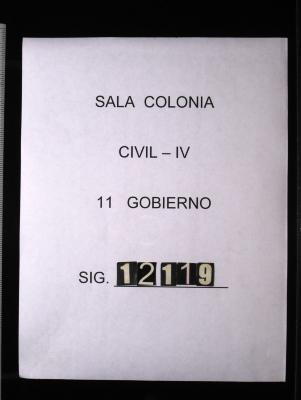 SALA COLONIA
CIVIL – IV
11 GOBIERNO
SIG. 12119